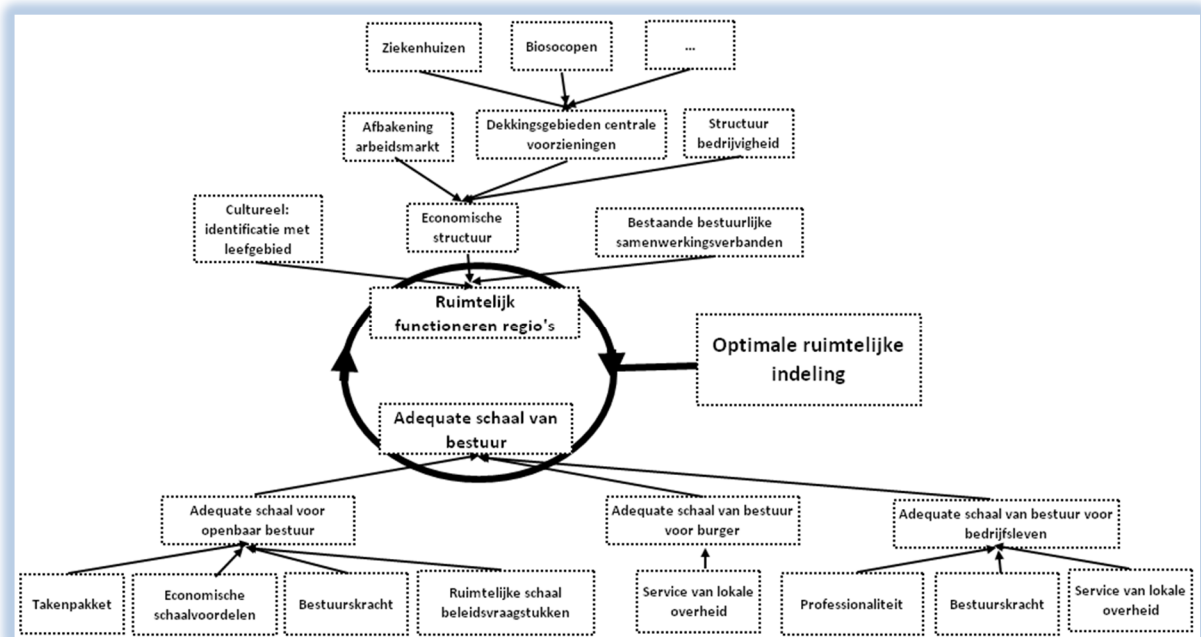 Ziekenhuizen
Biosocopen
...
Afbakening
arbeidsmarkt
Dekkingsgebieden centrale
voorzieningen
Structuur
bedrijvigheid
Cultureel:
identificatie met
leefgebied
Economische
structuur
Bestaande bestuurlijke
samenwerkingsverbanden
Ruimtelijk
functioneren regio's
Optimale ruimtelijke
indeling
Adequate schaal van
bestuur
Adequate schaal voor
openbaar bestuur
Adequate schaal van bestuur
voor burger
Adequate schaal van bestuur voor
bedrijfsleven
Takenpakket
Economische
schaalvoordelen
Bestuurskracht
Ruimtelijke schaal
beleidsvraagstukken
Service van lokale
overheid
Professionaliteit
Bestuurskracht
Service van lokale
overheid